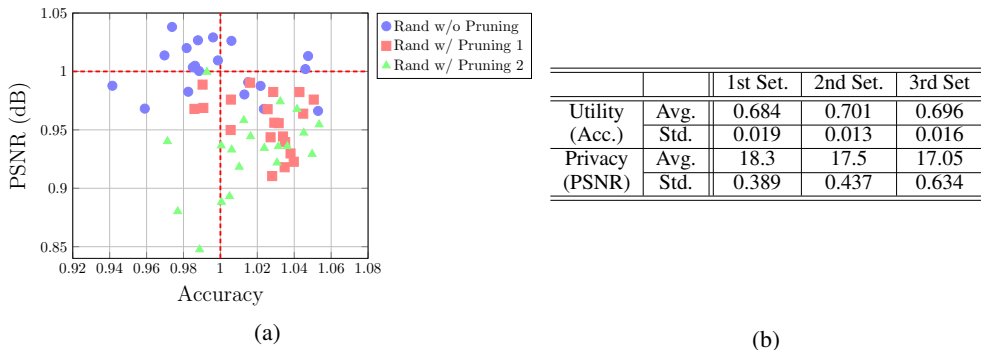 1.05
1
0.95
0.9
0.85
PSNR (dB)
0.92 0.94 0.96 0.98 1 1.02 1.04 1.06 1.08
Accuracy
Rand w/o Pruning
Rand w/ Pruning 1
Rand w/ Pruning 2
(a)
1st Set. 2nd Set. 3rd Set
Utility Avg. 0.684 0.701 0.696
(Acc.) Std. 0.019 0.013 0.016
Privacy Avg. 18.3 17.5 17.05
(PSNR) Std. 0.389 0.437 0.634
(b)